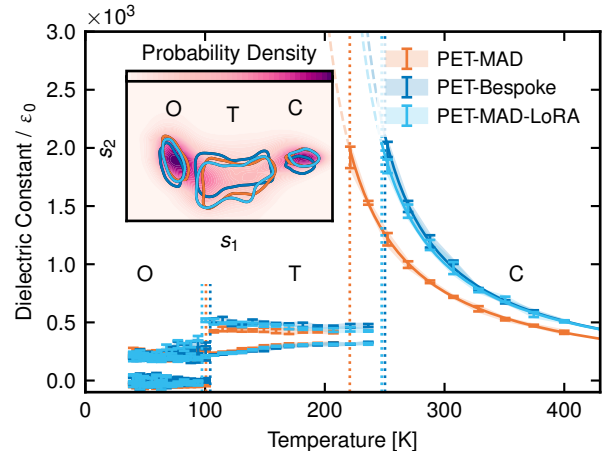 ×10³
3.0
2.5
2.0
1.5
1.0
0.5
0.0
Dielectric Constant / ε₀
Probability Density
O
T
C
s₂
s₁
PET-MAD
PET-Bespoke
PET-MAD-LoRA
O
T
C
0
100
200
300
400
Temperature [K]